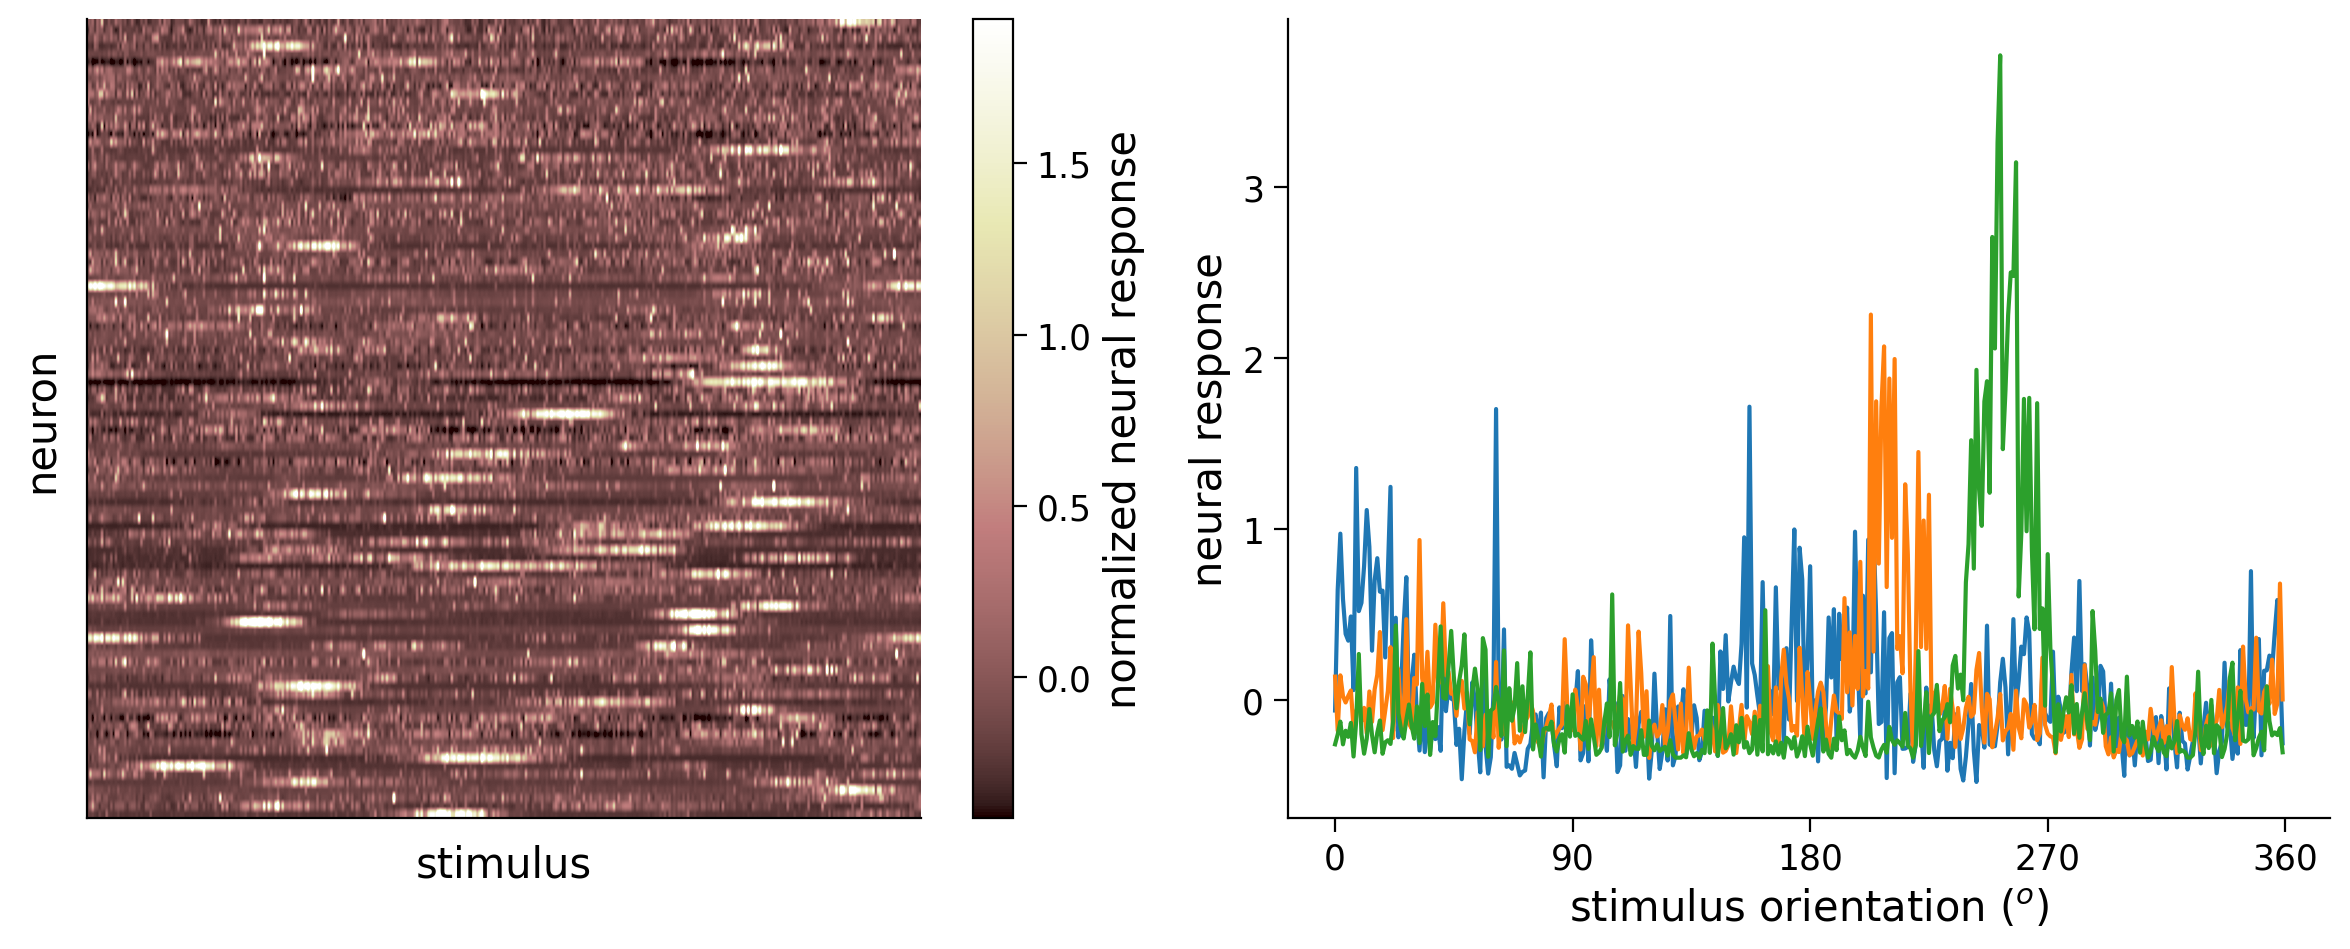 neuron
stimulus
1.5
1.0
0.5
0.0
normalized neural response
neural response
3
2
1
0
0 90 180 270 360
stimulus orientation (º)